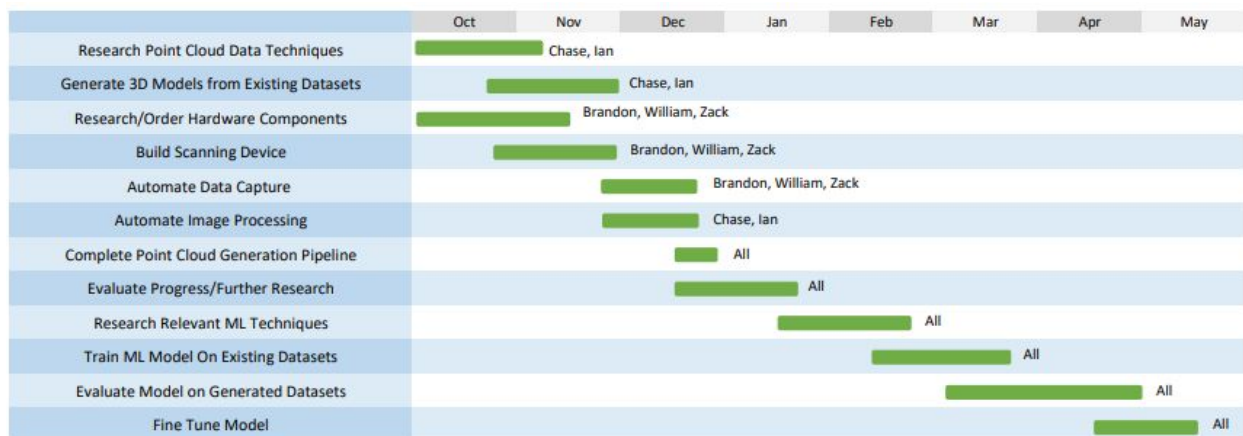 Oct Nov Dec Jan Feb Mar Apr May
Research Point Cloud Data Techniques Chase, Ian
Generate 3D Models from Existing Datasets Chase, Ian
Research/Order Hardware Components Brandon, William, Zack
Build Scanning Device Brandon, William, Zack
Automate Data Capture Brandon, William, Zack
Automate Image Processing Chase, Ian
Complete Point Cloud Generation Pipeline All
Evaluate Progress/Further Research All
Research Relevant ML Techniques All
Train ML Model On Existing Datasets All
Evaluate Model on Generated Datasets All
Fine Tune Model All